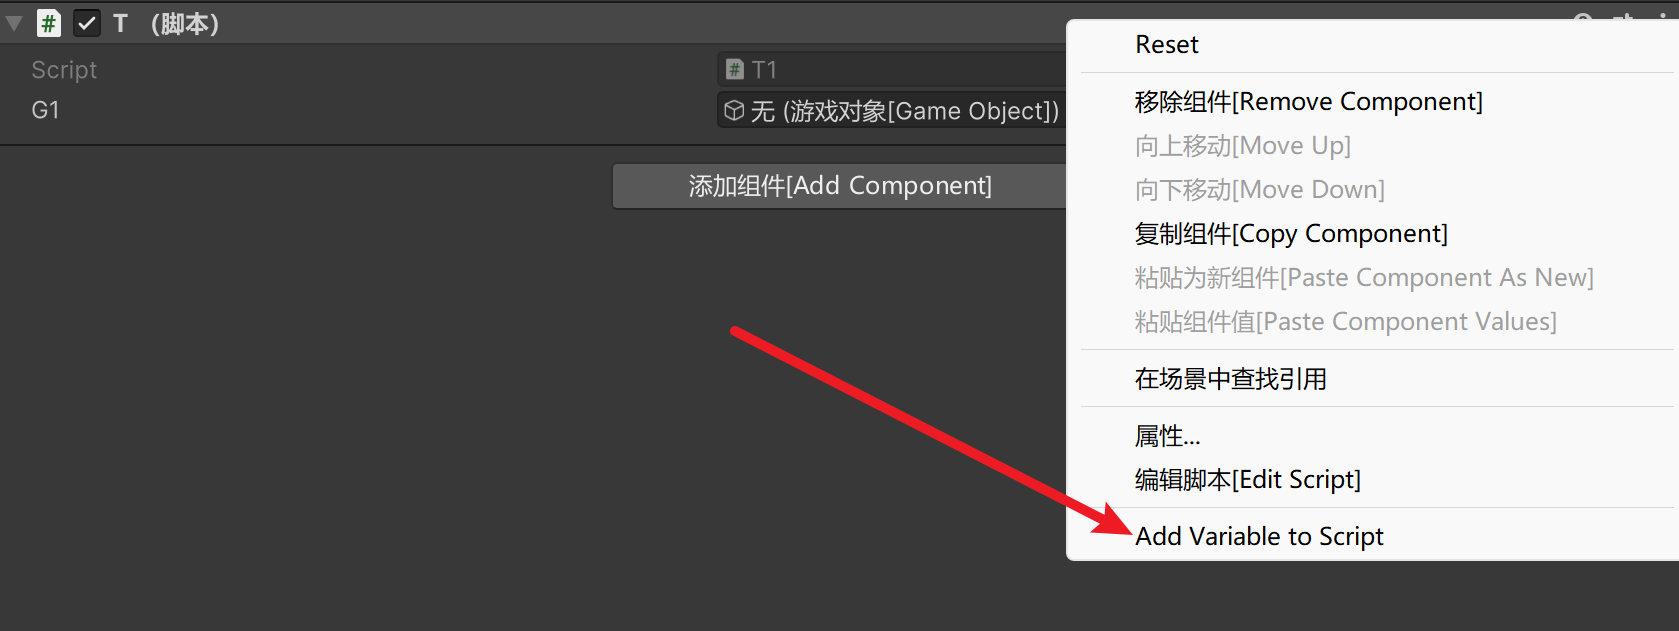 # T (脚本)
Script
# T1
G1
无 (游戏对象[Game Object])
添加组件[Add Component]
Reset
移除组件[Remove Component]
向上移动[Move Up]
向下移动[Move Down]
复制组件[Copy Component]
粘贴为新组件[Paste Component As New]
粘贴组件值[Paste Component Values]
在场景中查找引用
属性...
编辑脚本[Edit Script]
Add Variable to Script